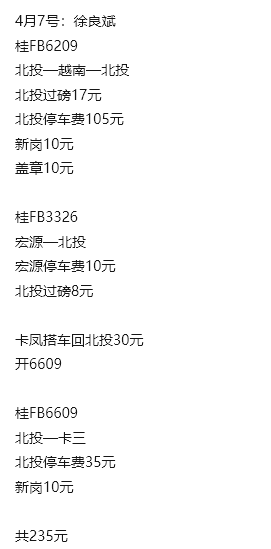 4月7号：徐良斌
桂FB6209
北投—越南—北投
北投过磅17元
北投停车费105元
新岗10元
盖章10元
桂FB3326
宏源—北投
宏源停车费10元
北投过磅8元
卡凤搭车回北投30元
开6609
桂FB6609
北投—卡三
北投停车费35元
新岗10元
共235元